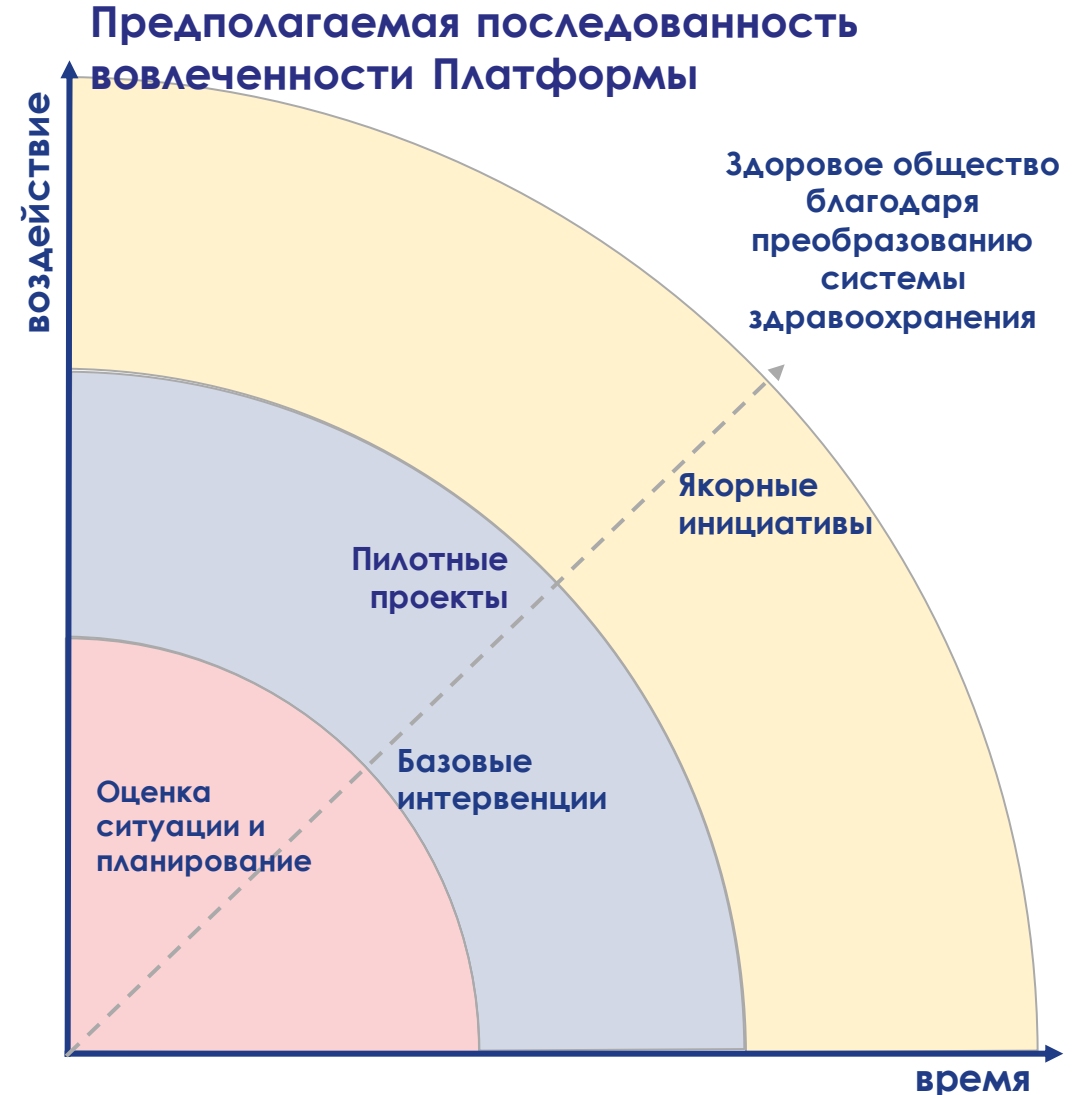 Предполагаемая последованность
вовлеченности Платформы
воздействие
Здоровое общество
благодаря
преобразованию
системы
здравоохранения
Якорные
инициативы
Пилотные
проекты
Базовые
интервенции
Оценка
ситуации и
планирование
время